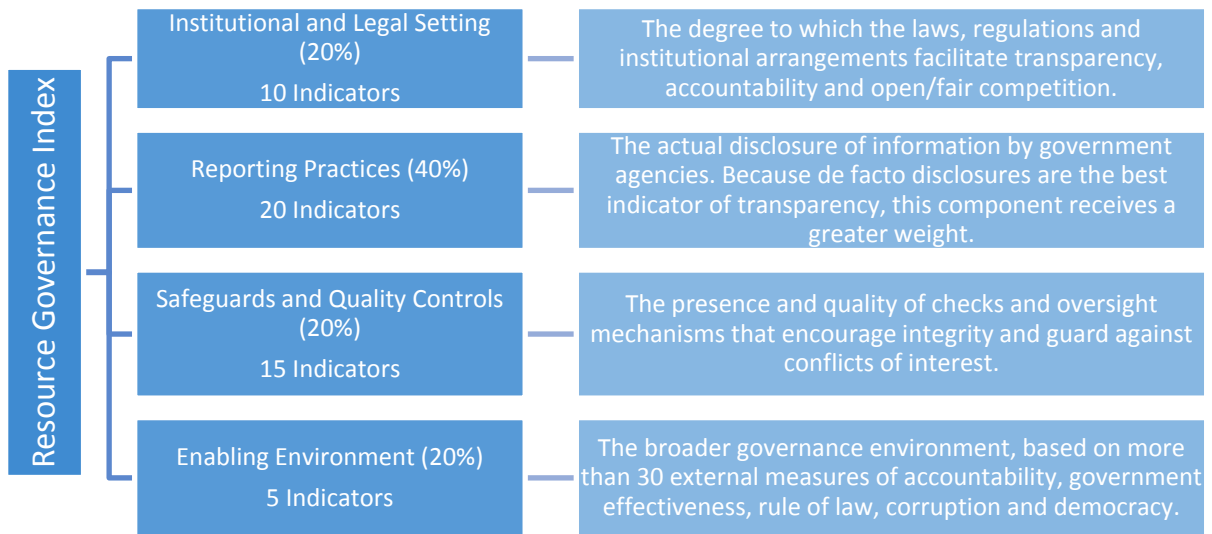 Resource Governance Index
Institutional and Legal Setting
(20%)
10 Indicators
The degree to which the laws, regulations and
institutional arrangements facilitate transparency,
accountability and open/fair competition.
Reporting Practices (40%)
20 Indicators
The actual disclosure of information by government
agencies. Because de facto disclosures are the best
indicator of transparency, this component receives a
greater weight.
Safeguards and Quality Controls
(20%)
15 Indicators
The presence and quality of checks and oversight
mechanisms that encourage integrity and guard against
conflicts of interest.
Enabling Environment (20%)
5 Indicators
The broader governance environment, based on more
than 30 external measures of accountability, government
effectiveness, rule of law, corruption and democracy.